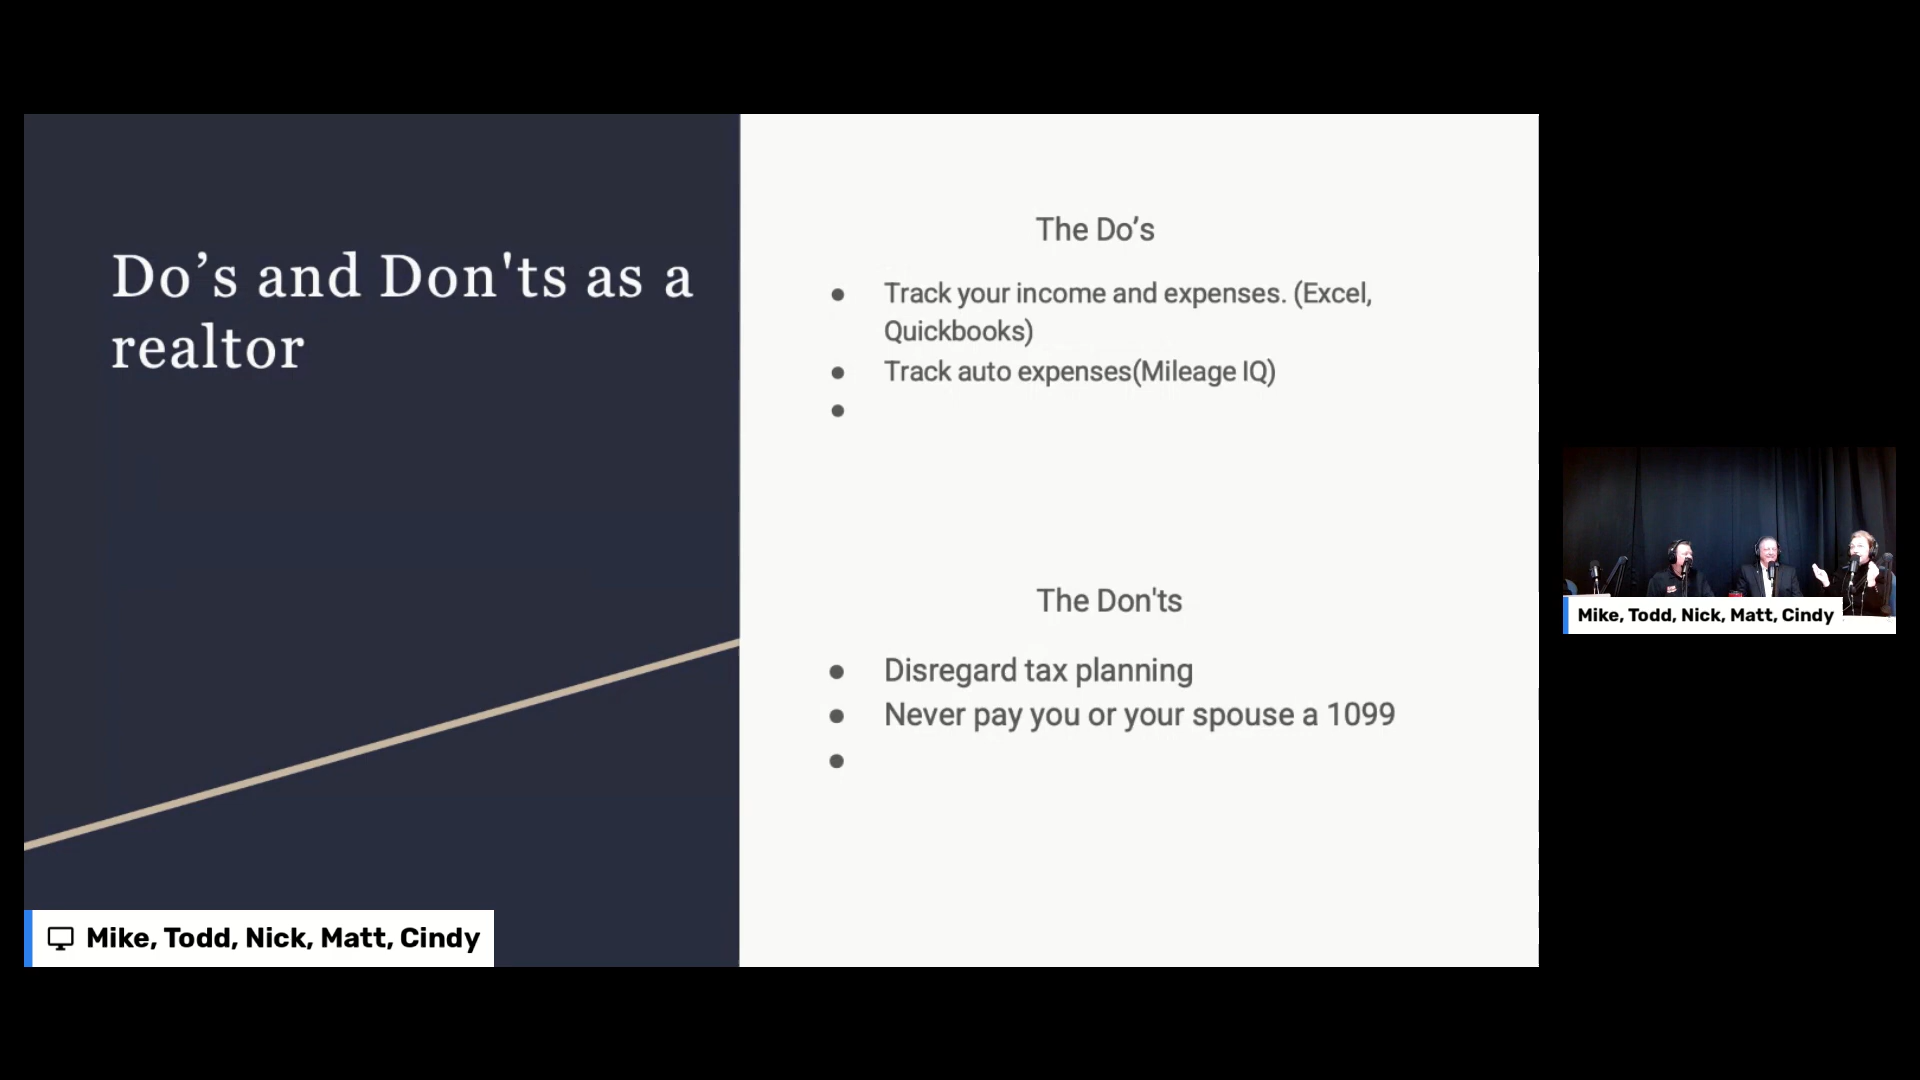 Do’s and Don'ts as a
realtor
The Do’s
● Track your income and expenses. (Excel,
Quickbooks)
● Track auto expenses(Mileage IQ)
●
The Don'ts
● Disregard tax planning
● Never pay you or your spouse a 1099
●
Mike, Todd, Nick, Matt, Cindy
Mike, Todd, Nick, Matt, Cindy